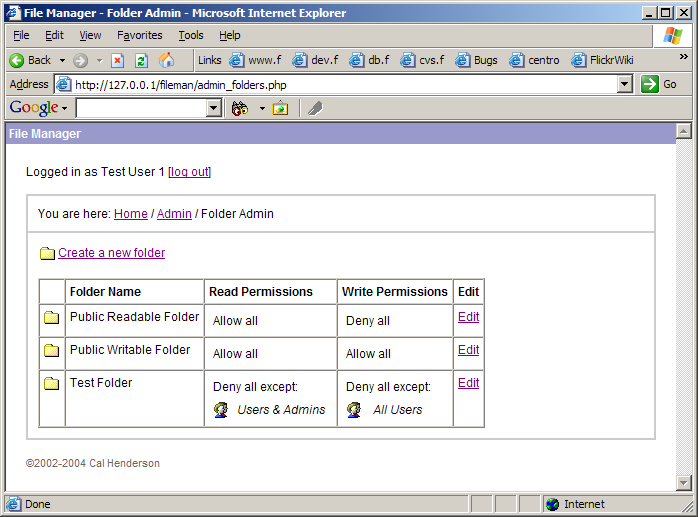 File Manager - Folder Admin - Microsoft Internet Explorer
File Edit View Favorites Tools Help
Back Links www.f dev.f db.f cvs.f Bugs centro FlickrWiki
Address http://127.0.0.1/fileman/admin_folders.php Go
Google
File Manager
Logged in as Test User 1 [log out]
You are here: Home / Admin / Folder Admin
Create a new folder
Folder Name Read Permissions Write Permissions Edit
Public Readable Folder Allow all Deny all Edit
Public Writable Folder Allow all Allow all Edit
Test Folder Deny all except: Deny all except: Edit
Users & Admins All Users
©2002-2004 Cal Henderson
Done Internet